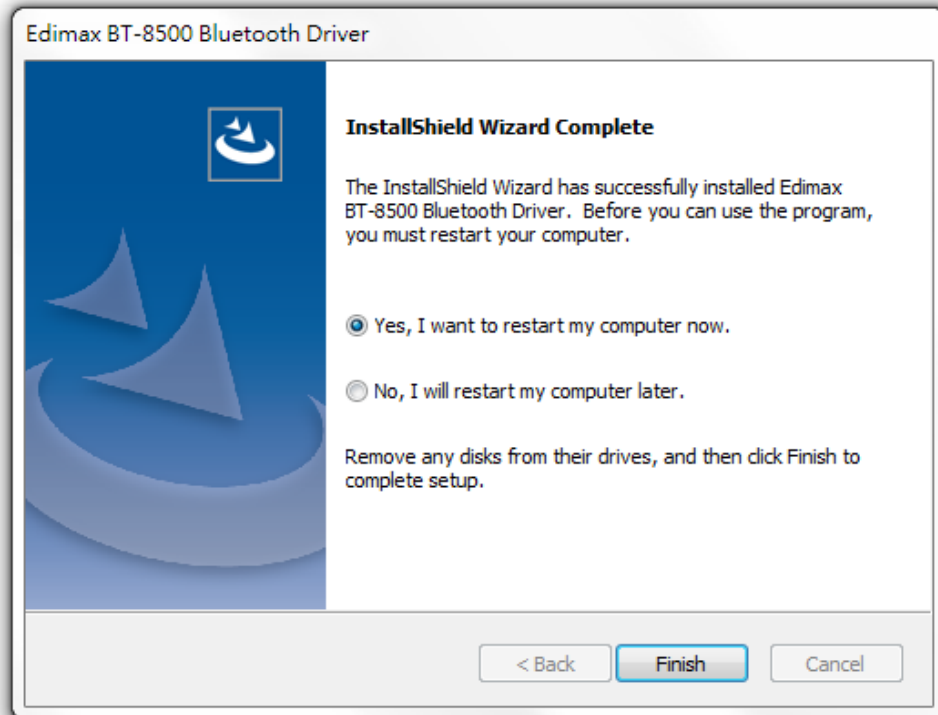 Edimax BT-8500 Bluetooth Driver
InstallShield Wizard Complete
The InstallShield Wizard has successfully installed Edimax
BT-8500 Bluetooth Driver.  Before you can use the program,
you must restart your computer.
Yes, I want to restart my computer now.
No, I will restart my computer later.
Remove any disks from their drives, and then click Finish to
complete setup.
< Back Finish Cancel